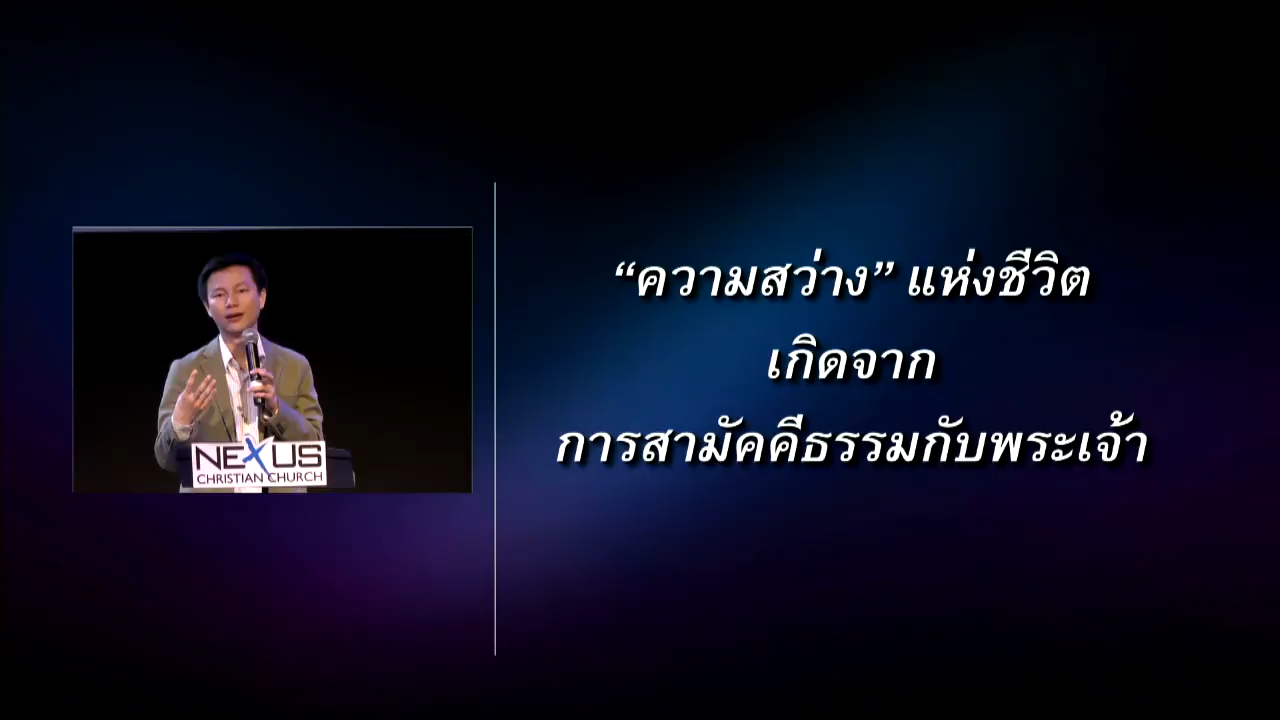 NEXUS
CHRISTIAN CHURCH
“ความสว่าง” แห่งชีวิต
เกิดจาก
การสามัคคีธรรมกับพระเจ้า